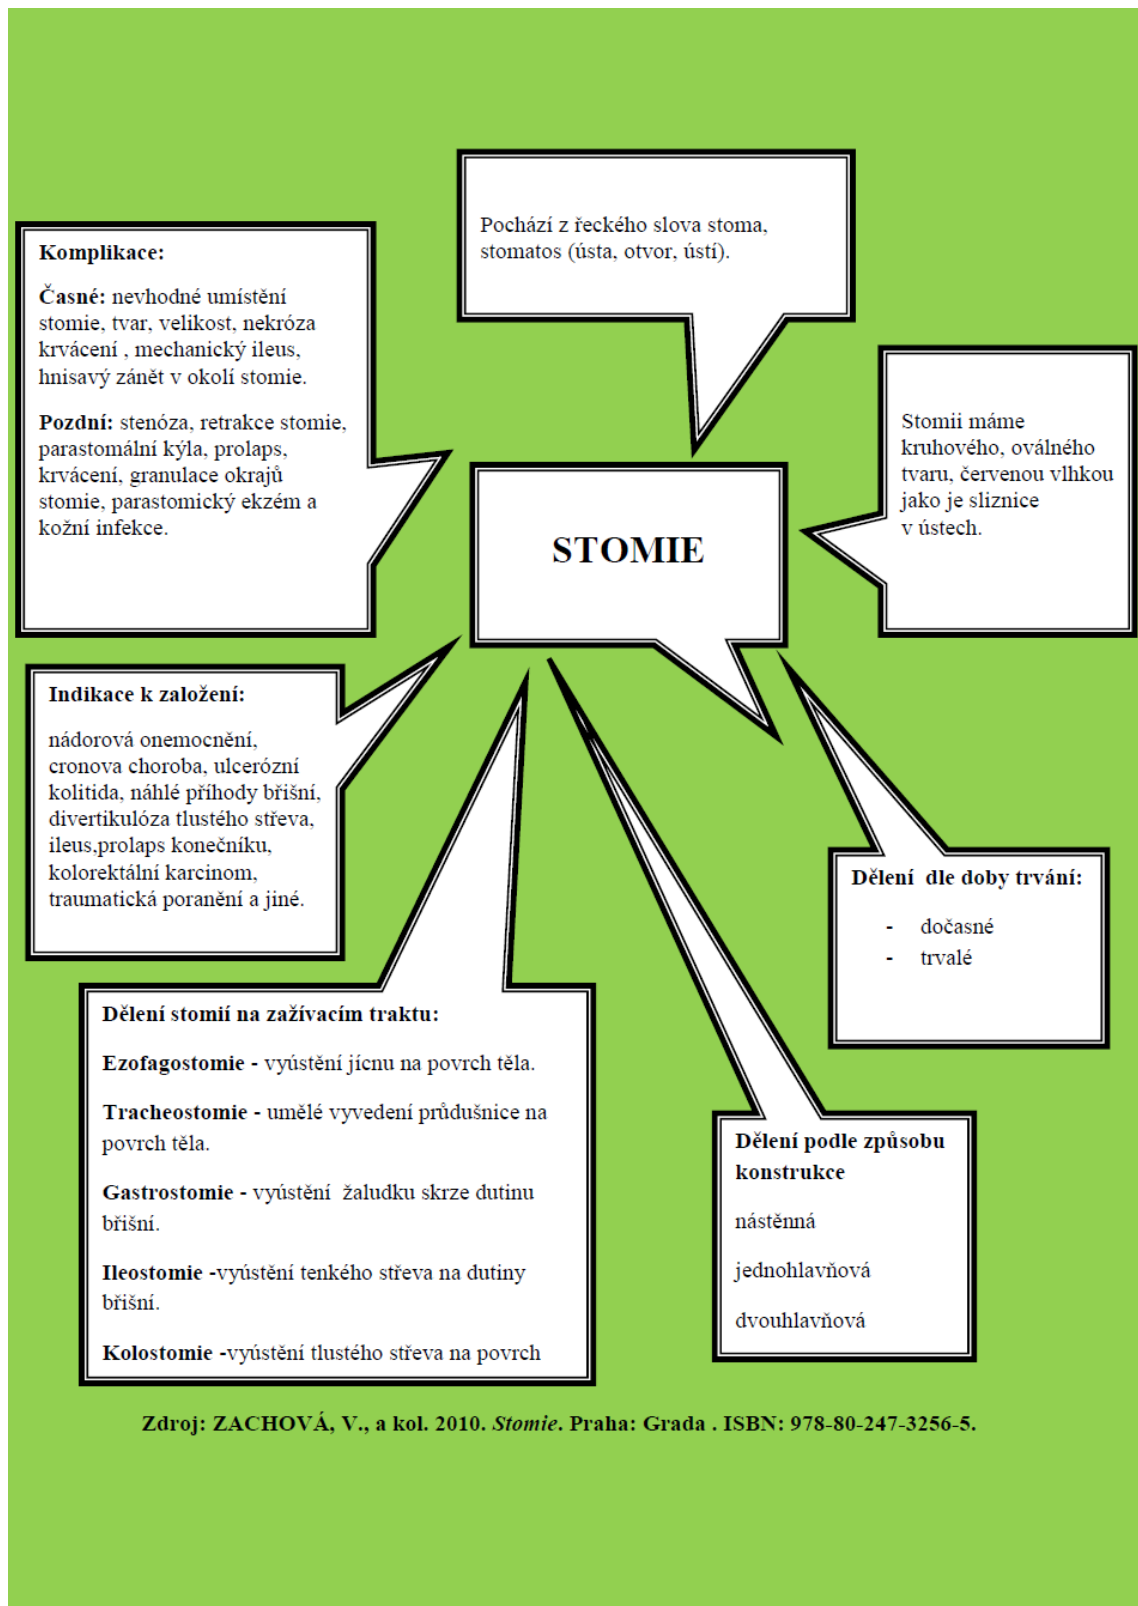 Pochází z řeckého slova stoma,
stomatos (ústa, otvor, ústí).
Komplikace:
Časné: nevhodné umístění
stomie, tvar, velikost, nekróza
krvácení , mechanický ileus,
hnisavý zánět v okolí stomie.
Pozdní: stenóza, retrakce stomie,
parastomální kýla, prolaps,
krvácení, granulace okrajů
stomie, parastomický ekzém a
kožní infekce.
Stomii máme
kruhového, oválného
tvaru, červenou vlhkou
jako je sliznice
v ústech.
STOMIE
Indikace k založení:
nádorová onemocnění,
cronova choroba, ulcerózní
kolitida, náhlé příhody břišní,
divertikulóza tlustého střeva,
ileus,prolaps konečníku,
kolorektální karcinom,
traumatická poranění a jiné.
Dělení  dle doby trvání:
- dočasné
- trvalé
Dělení stomií na zažívacím traktu:
Ezofagostomie - vyústění jícnu na povrch těla.
Tracheostomie - umělé vyvedení průdušnice na
povrch těla.
Gastrostomie - vyústění  žaludku skrze dutinu
břišní.
Ileostomie -vyústění tenkého střeva na dutiny
břišní.
Kolostomie -vyústění tlustého střeva na povrch
Dělení podle způsobu
konstrukce
nástěnná
jednohlavňová
dvouhlavňová
Zdroj: ZACHOVÁ, V., a kol. 2010. Stomie. Praha: Grada . ISBN: 978-80-247-3256-5.